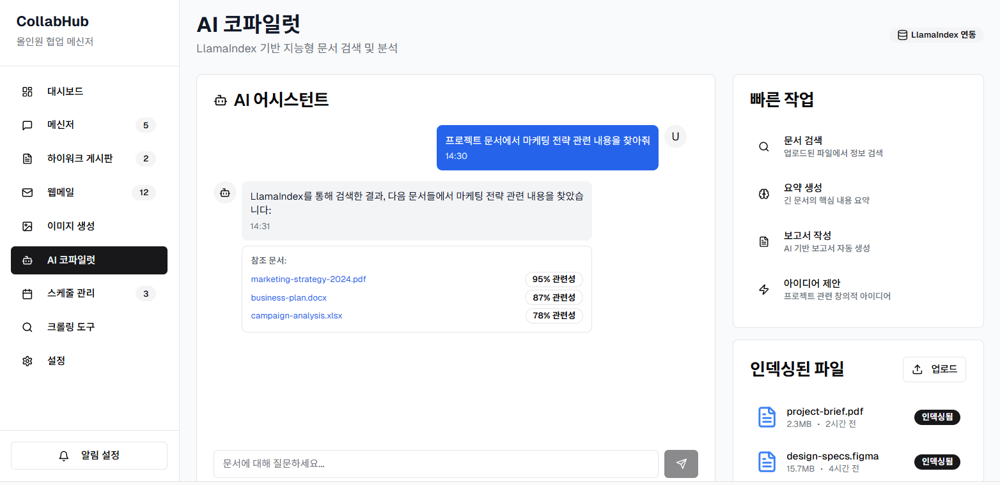 CollabHub
올인원 협업 메신저
대시보드
메신저 5
하이워크 게시판 2
웹메일 12
이미지 생성
AI 코파일럿
스케줄 관리 3
크롤링 도구
설정
알림 설정
AI 코파일럿
LlamaIndex 기반 지능형 문서 검색 및 분석
LlamaIndex 연동
AI 어시스턴트
프로젝트 문서에서 마케팅 전략 관련 내용을 찾아줘
14:30
U
LlamaIndex를 통해 검색한 결과, 다음 문서들에서 마케팅 전략 관련 내용을 찾았습
니다:
14:31
참조 문서:
marketing-strategy-2024.pdf 95% 관련성
business-plan.docx 87% 관련성
campaign-analysis.xlsx 78% 관련성
문서에 대해 질문하세요...
빠른 작업
문서 검색
업로드된 파일에서 정보 검색
요약 생성
긴 문서의 핵심 내용 요약
보고서 작성
AI 기반 보고서 자동 생성
아이디어 제안
프로젝트 관련 창의적 아이디어
인덱싱된 파일
업로드
project-brief.pdf
2.3MB • 2시간 전
인덱싱됨
design-specs.figma
15.7MB • 4시간 전
인덱싱됨